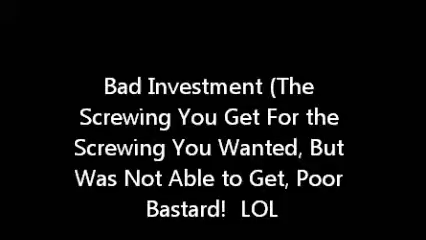 Bad Investment (The
Screwing You Get For the
Screwing You Wanted, But
Was Not Able to Get, Poor
Bastard!  LOL